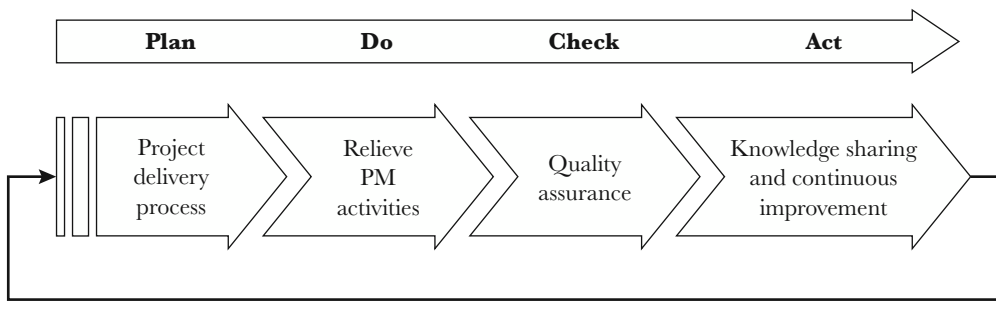 Plan Do Check Act
Project
delivery
process
Relieve
PM
activities
Quality
assurance
Knowledge sharing
and continuous
improvement